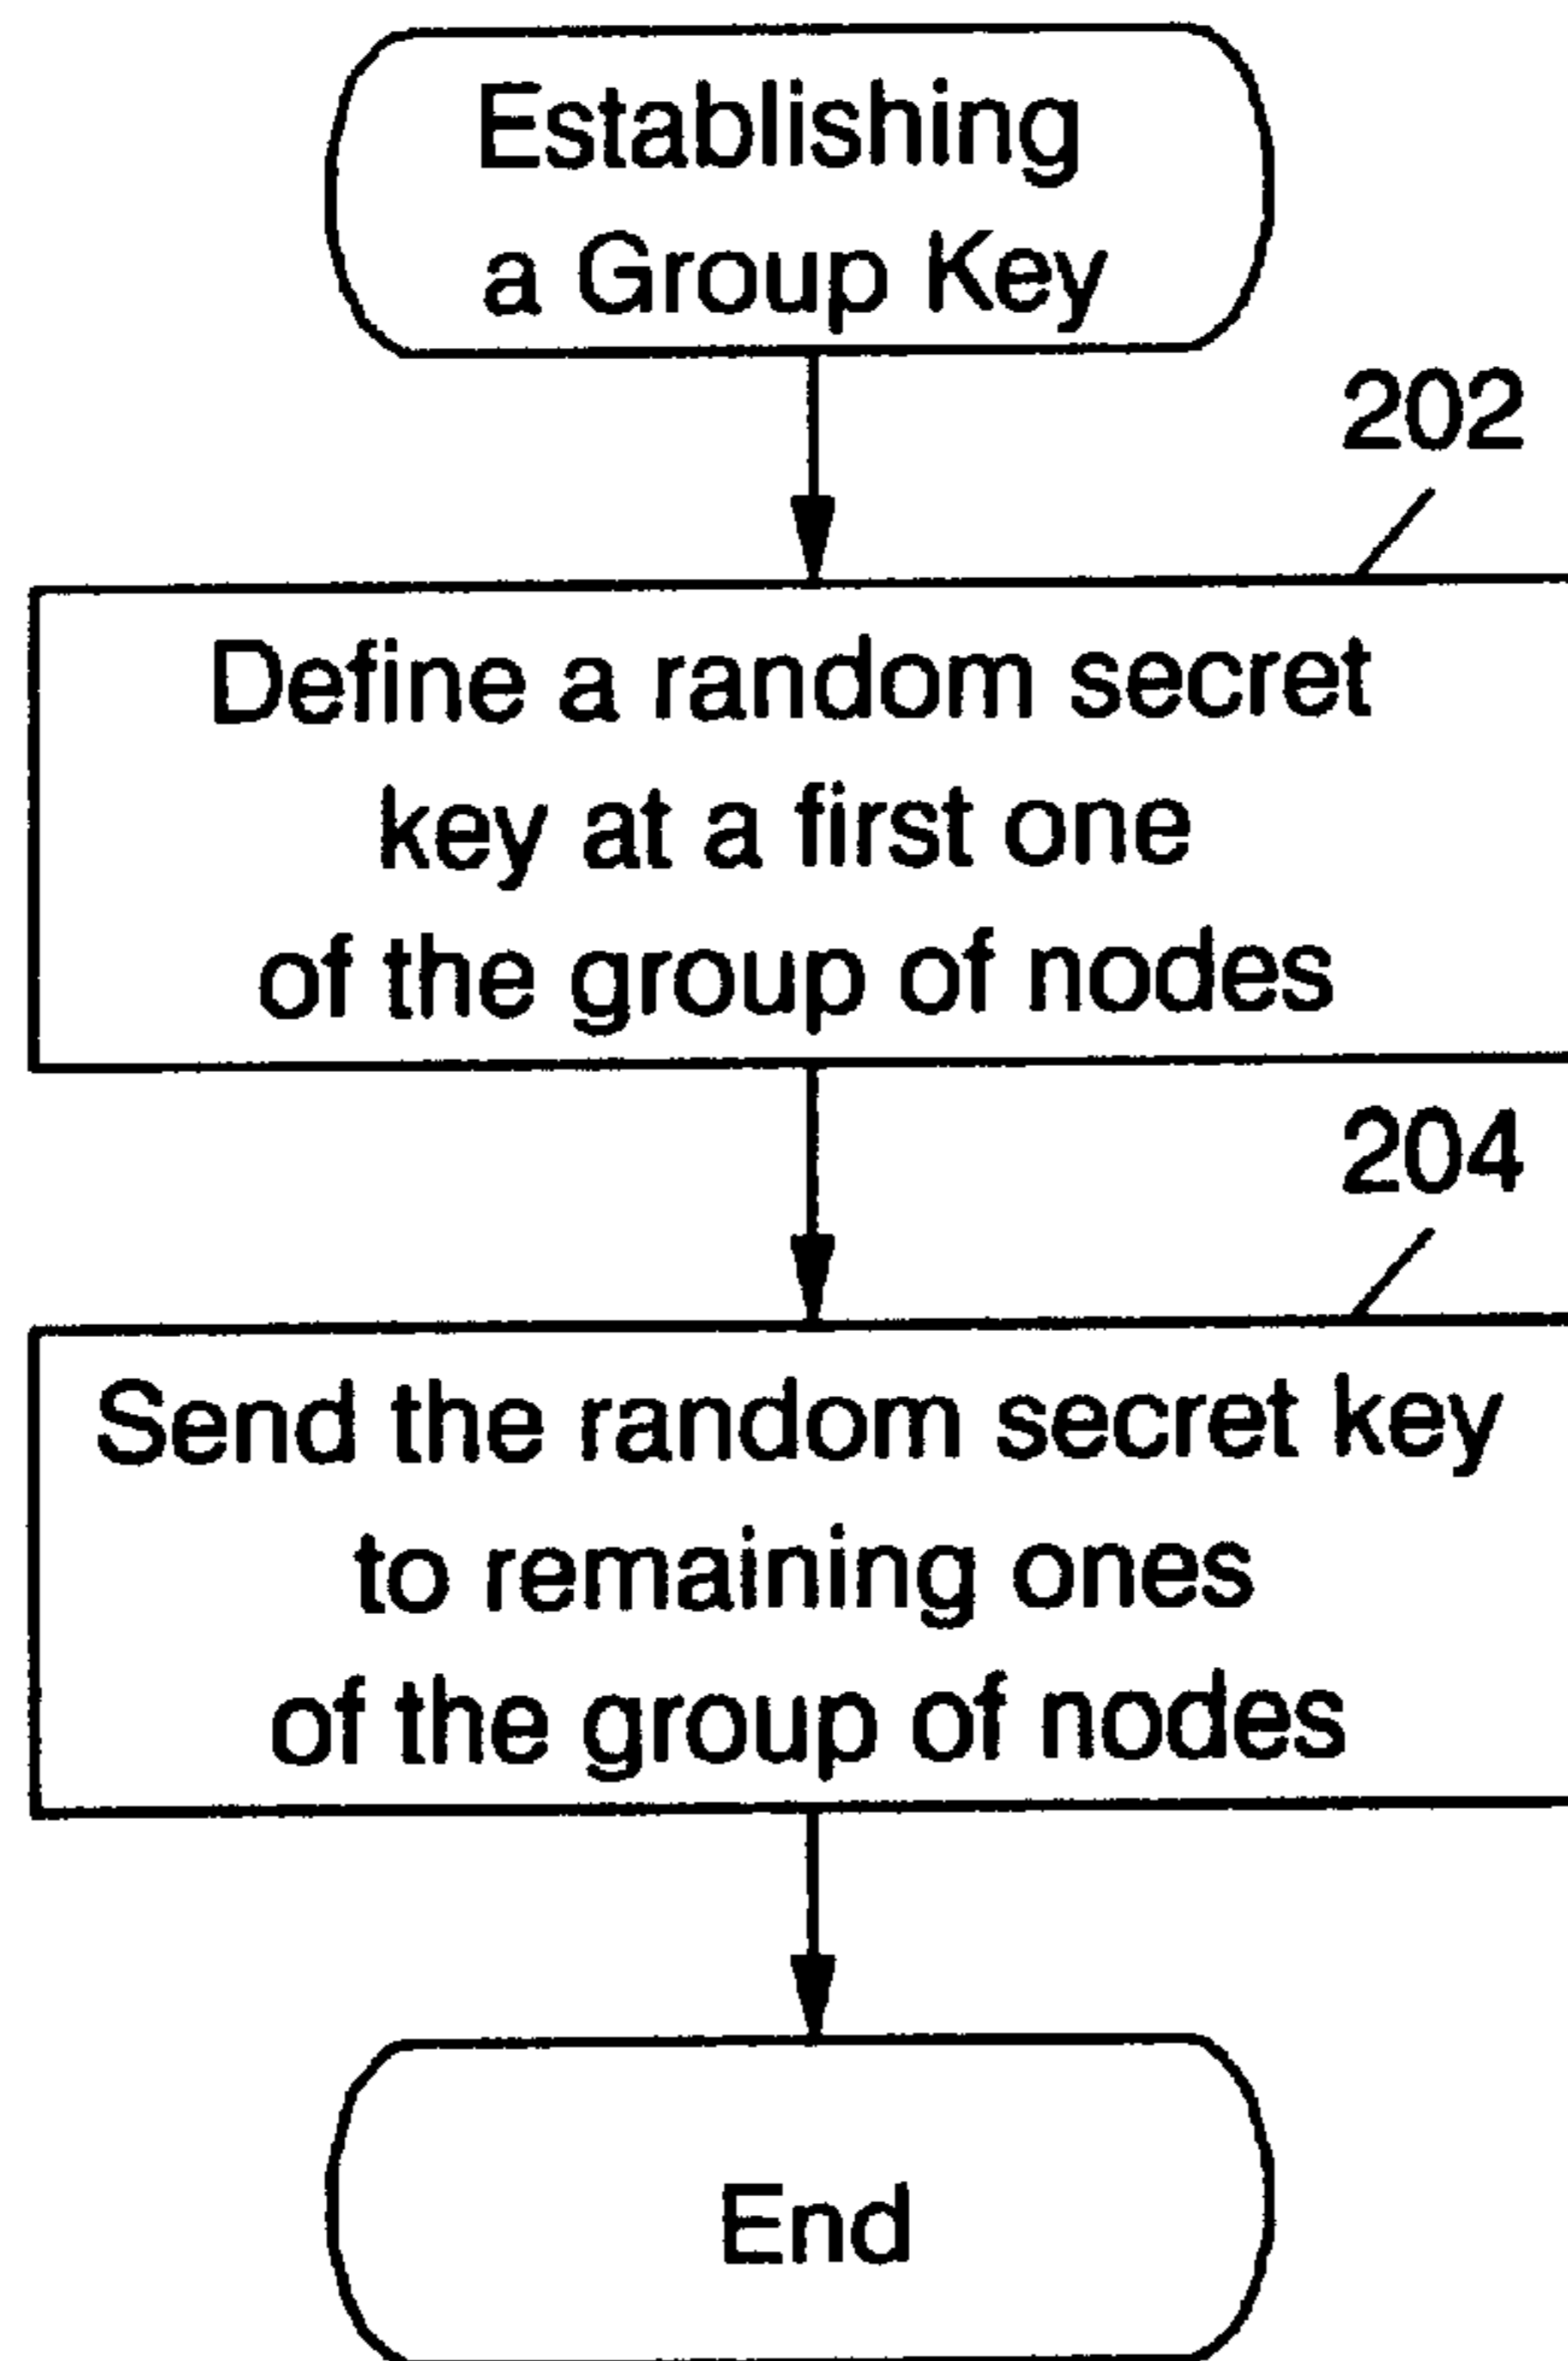 Establishing
a Group Key
202
Define a random secret
key at a first one
of the group of nodes
204
Send the random secret key
to remaining ones
of the group of nodes
End